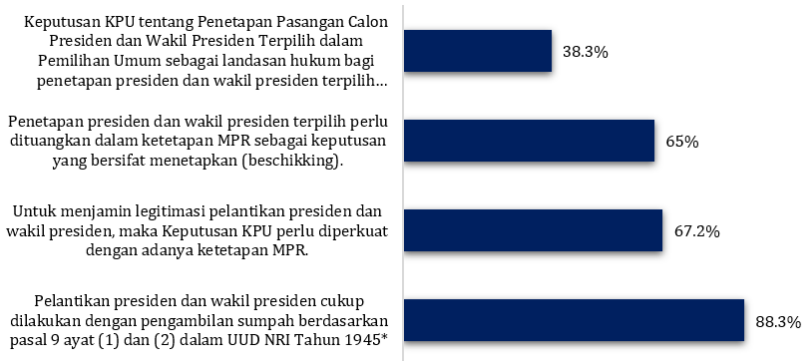 Keputusan KPU tentang Penetapan Pasangan Calon
Presiden dan Wakil Presiden Terpilih dalam
Pemilihan Umum sebagai landasan hukum bagi
penetapan presiden dan wakil presiden terpilih...
38.3%
Penetapan presiden dan wakil presiden terpilih perlu
dituangkan dalam ketetapan MPR sebagai keputusan
yang bersifat menetapkan (beschikking).
65%
Untuk menjamin legitimasi pelantikan presiden dan
wakil presiden, maka Keputusan KPU perlu diperkuat
dengan adanya ketetapan MPR.
67.2%
Pelantikan presiden dan wakil presiden cukup
dilakukan dengan pengambilan sumpah berdasarkan
pasal 9 ayat (1) dan (2) dalam UUD NRI Tahun 1945*
88.3%